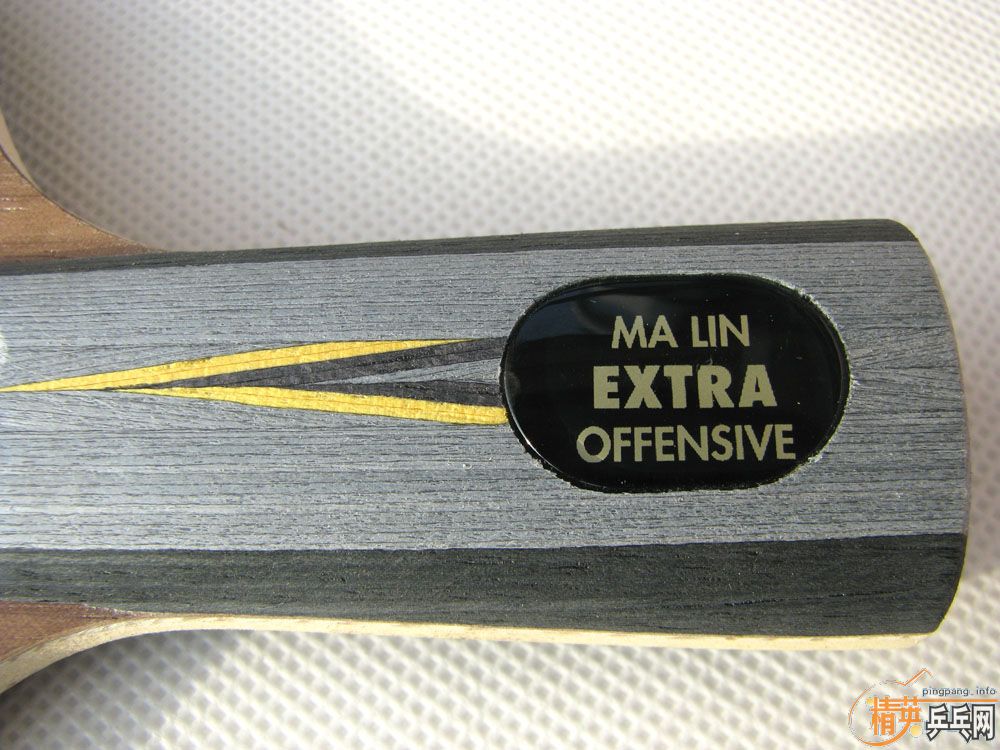 MA LIN
EXTRA
OFFENSIVE
pingpang.info
精英乒乓网